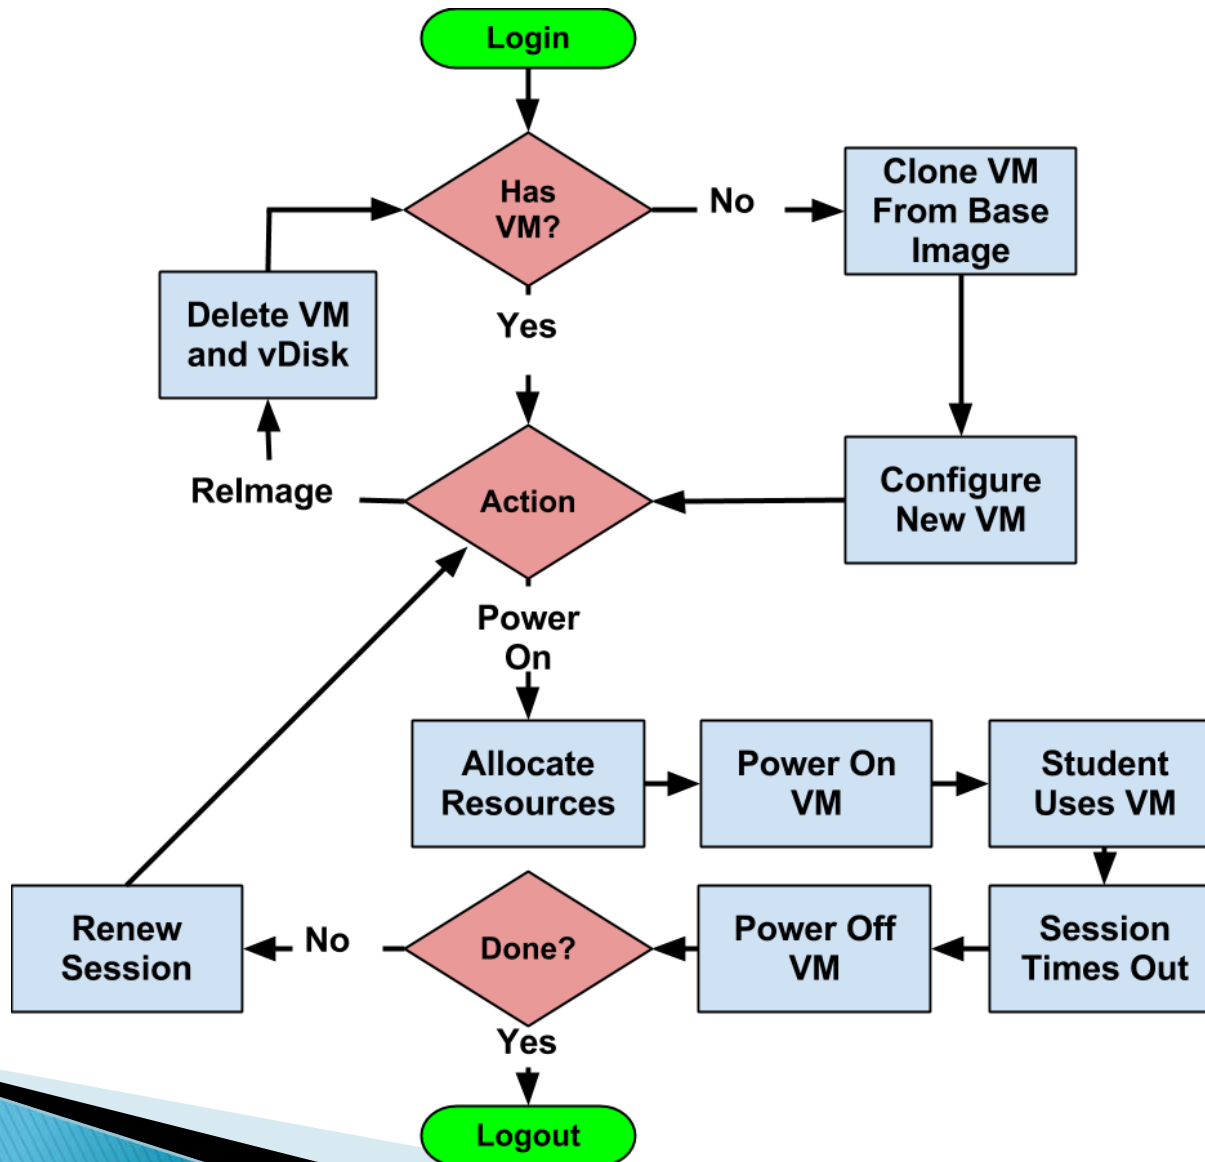 Login
Has
VM?
No
Clone VM
From Base
Image
Delete VM
and vDisk
Yes
ReImage
Action
Configure
New VM
Power
On
Allocate
Resources
Power On
VM
Student
Uses VM
Renew
Session
No
Done?
Power Off
VM
Session
Times Out
Yes
Logout